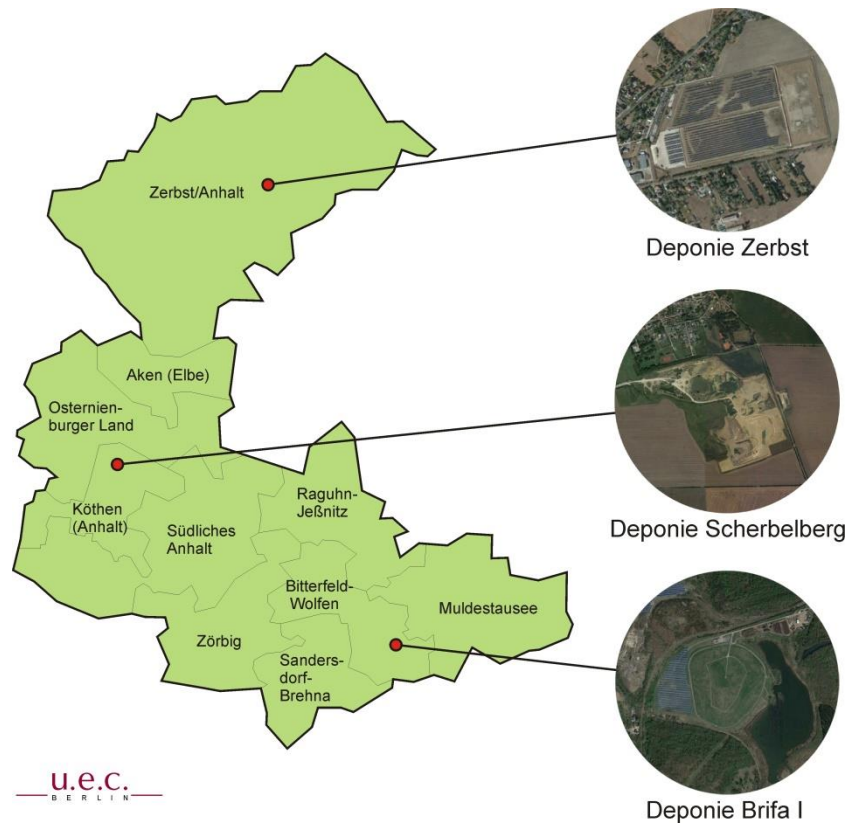 Zerbst/Anhalt
Deponie Zerbst
Aken (Elbe)
Osternien-
burger Land
Köthen
(Anhalt)
Südliches
Anhalt
Raguhn-
Jeßnitz
Deponie Scherbelberg
Bitterfeld-
Wolfen
Muldestausee
Zörbig
Sanders-
dorf-
Brehna
u.e.c.
BERLIN
Deponie Brifa I